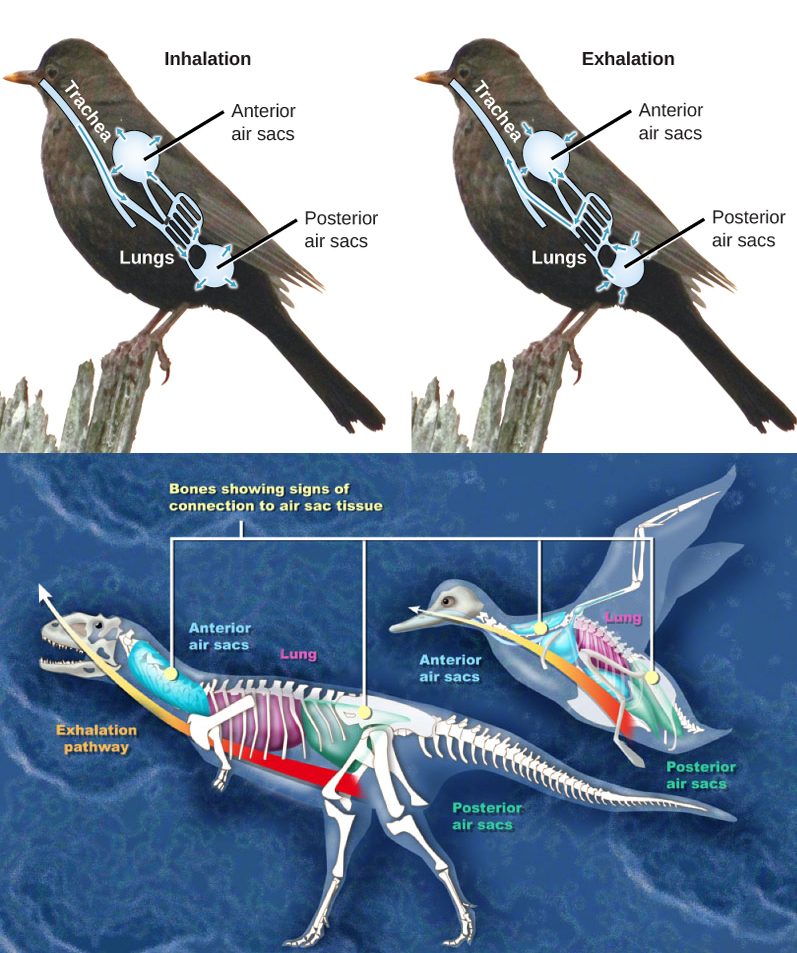 Inhalation
Trachea
Anterior
air sacs
Posterior
air sacs
Lungs
Exhalation
Trachea
Anterior
air sacs
Posterior
air sacs
Lungs
Bones showing signs of
connection to air sac tissue
Anterior
air sacs
Lung
Exhalation
pathway
Posterior
air sacs
Lung
Anterior
air sacs
Posterior
air sacs